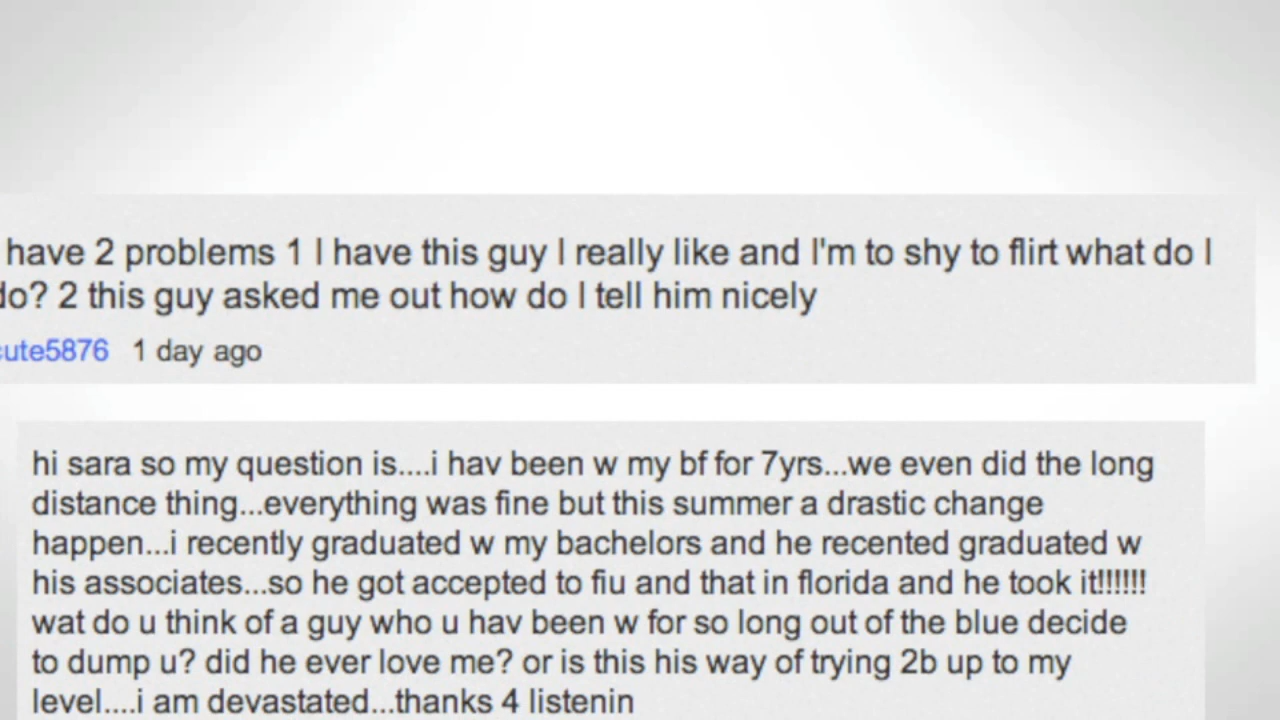 have 2 problems 1 I have this guy I really like and I'm to shy to flirt what do I
do? 2 this guy asked me out how do I tell him nicely
cute5876 1 day ago
hi sara so my question is....i hav been w my bf for 7yrs...we even did the long
distance thing...everything was fine but this summer a drastic change
happen...i recently graduated w my bachelors and he recented graduated w
his associates...so he got accepted to fiu and that in florida and he took it!!!!!!
wat do u think of a guy who u hav been w for so long out of the blue decide
to dump u? did he ever love me? or is this his way of trying 2b up to my
level....i am devastated...thanks 4 listenin